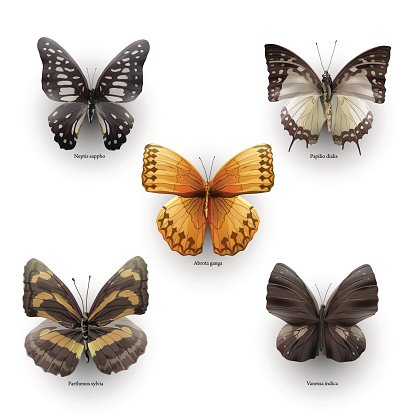 Neptis sappho
Papilio dialis
Abrota ganga
Parthenos sylvia
Vanessa indica